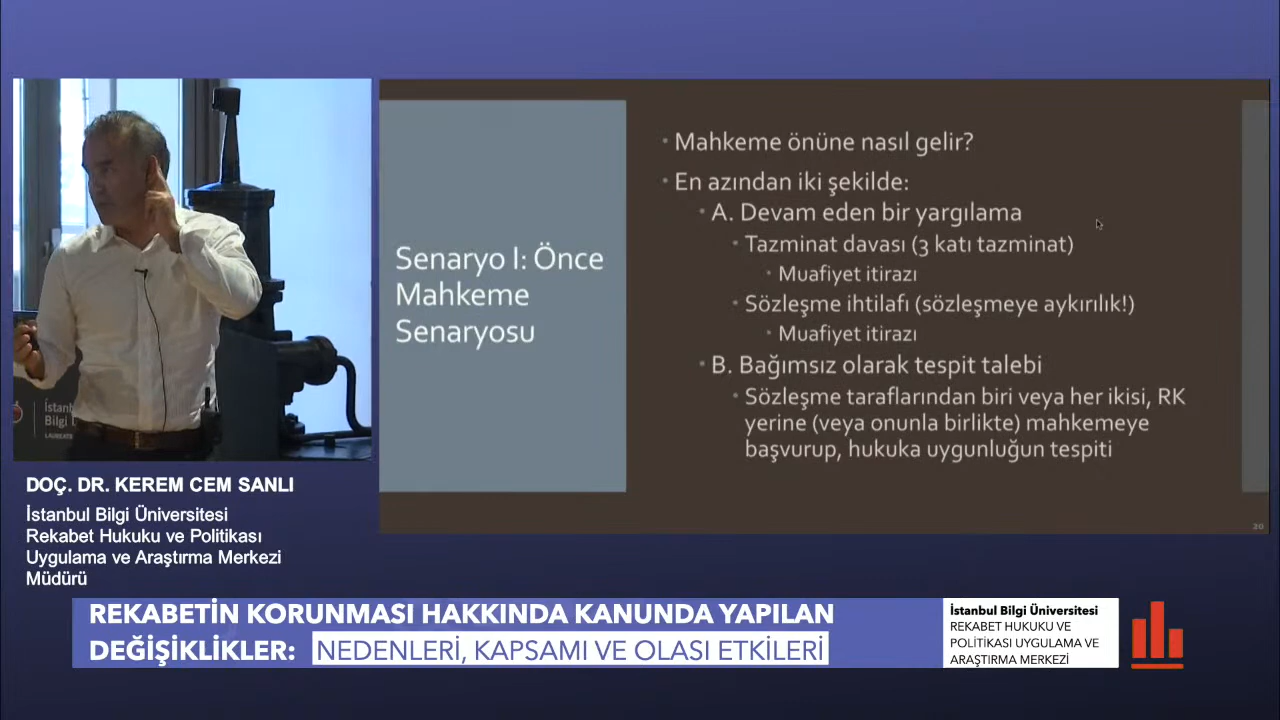 Senaryo I: Önce
Mahkeme
Senaryosu
Mahkeme önüne nasıl gelir?
En azından iki şekilde:
A. Devam eden bir yargılama
Tazminat davası (3 katı tazminat)
Muafiyet itirazı
Sözleşme ihtilafı (sözleşmeye aykırılık!)
Muafiyet itirazı
B. Bağımsız olarak tespit talebi
Sözleşme taraflarından biri veya her ikisi, RK
yerine (veya onunla birlikte) mahkemeye
başvurup, hukuka uygunluğun tespiti
20
İstanb
Bilgi
DOÇ. DR. KEREM CEM SANLI
İstanbul Bilgi Üniversitesi
Rekabet Hukuku ve Politikası
Uygulama ve Araştırma Merkezi
Müdürü
REKABETİN KORUNMASI HAKKINDA KANUNDA YAPILAN
DEĞİŞİKLİKLER: NEDENLERİ, KAPSAMI VE OLASI ETKİLERİ
İstanbul Bilgi Üniversitesi
REKABET HUKUKU VE
POLİTİKASI UYGULAMA VE
ARAŞTIRMA MERKEZİ